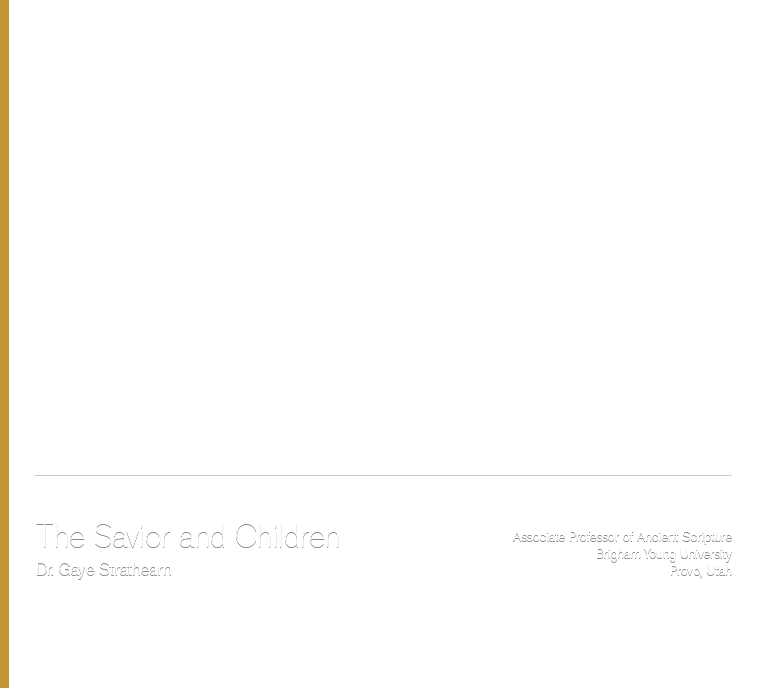 The Savior and Children
Dr. Gaye Strathearn
Associate Professor of Ancient Scripture
Brigham Young University
Provo, Utah